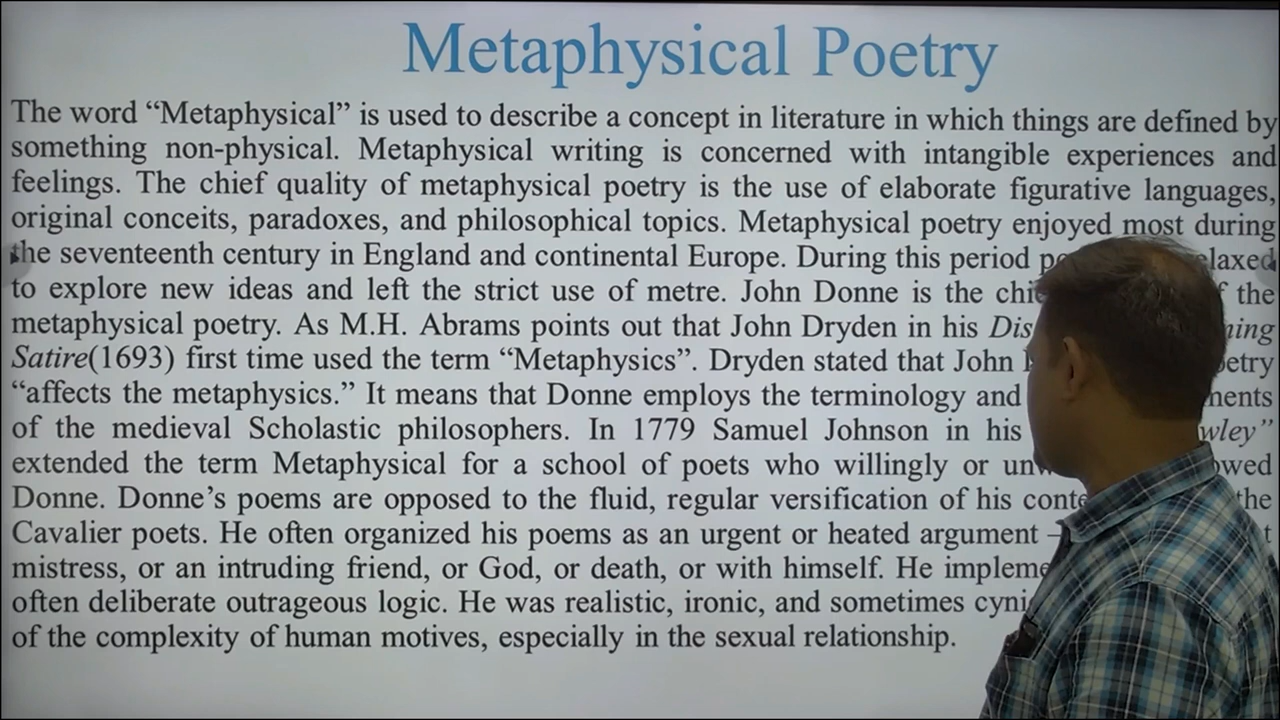 Metaphysical Poetry
The word “Metaphysical” is used to describe a concept in literature in which things are defined by
something non-physical. Metaphysical writing is concerned with intangible experiences and
feelings. The chief quality of metaphysical poetry is the use of elaborate figurative languages,
original conceits, paradoxes, and philosophical topics. Metaphysical poetry enjoyed most during
the seventeenth century in England and continental Europe. During this period
to explore new ideas and left the strict use of metre. John Donne is the the
metaphysical poetry. As M.H. Abrams points out that John Dryden in his
Satire(1693) first time used the term “Metaphysics”. Dryden stated that John
“affects the metaphysics.” It means that Donne employs the terminology and
of the medieval Scholastic philosophers. In 1779 Samuel Johnson in his
extended the term Metaphysical for a school of poets who willingly or
Donne. Donne’s poems are opposed to the fluid, regular versification of his the
Cavalier poets. He often organized his poems as an urgent or heated argument –
mistress, or an intruding friend, or God, or death, or with himself. He
often deliberate outrageous logic. He was realistic, ironic, and sometimes
of the complexity of human motives, especially in the sexual relationship.